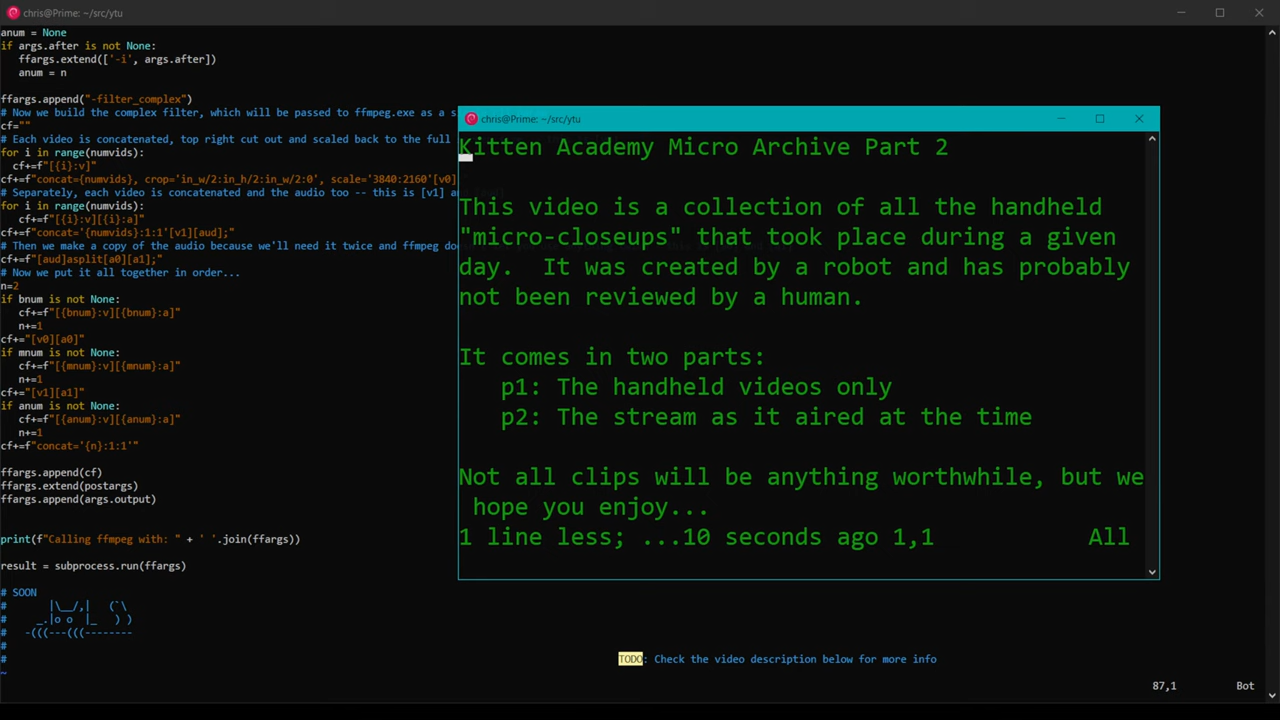 chris@Prime: ~/src/ytu
anum = None
if args.after is not None:
    ffargs.extend(['-i', args.after])
    anum = n
ffargs.append("-filter_complex")
# Now we build the complex filter, which will be passed to ffmpeg.exe as a s
cf=""
# Each video is concatenated, top right cut out and scaled back to the full
for i in range(numvids):
    cf+=f"[{i}:v]"
cf+=f"concat={numvids}, crop='in_w/2:in_h/2:in_w/2:0', scale='3840:2160'[v0]
# Separately, each video is concatenated and the audio too -- this is [v1] a
for i in range(numvids):
    cf+=f"[{i}:v][{i}:a]"
cf+=f"concat='{numvids}:1:1'[v1][aud];"
# Then we make a copy of the audio because we'll need it twice and ffmpeg do
cf+="[aud]asplit[a0][a1];"
# Now we put it all together in order...
n=2
if bnum is not None:
    cf+=f"[{bnum}:v][{bnum}:a]"
    n+=1
cf+="[v0][a0]"
if mnum is not None:
    cf+=f"[{mnum}:v][{mnum}:a]"
    n+=1
cf+="[v1][a1]"
if anum is not None:
    cf+=f"[{anum}:v][{anum}:a]"
    n+=1
cf+=f"concat='{n}:1:1'"
ffargs.append(cf)
ffargs.extend(postargs)
ffargs.append(args.output)
print(f"Calling ffmpeg with: " + ' '.join(ffargs))
result = subprocess.run(ffargs)
# SOON
#      |\__/,|   (`\
#    _.|o o  |_   ) )
#   -(((---(((--------
#
#
~
chris@Prime: ~/src/ytu
Kitten Academy Micro Archive Part 2
This video is a collection of all the handheld
"micro-closeups" that took place during a given
day.  It was created by a robot and has probably
not been reviewed by a human.
It comes in two parts:
   p1: The handheld videos only
   p2: The stream as it aired at the time
Not all clips will be anything worthwhile, but we
 hope you enjoy...
1 line less; ...10 seconds ago 1,1 All
TODO: Check the video description below for more info
87,1 Bot